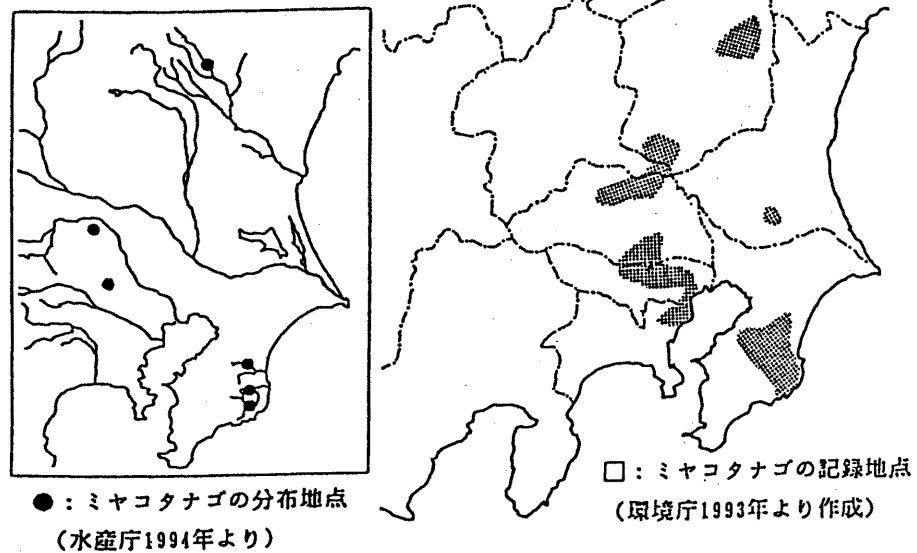 ●：ミヤコタナゴの分布地点
（水産庁1994年より）
□：ミヤコタナゴの記録地点
（環境庁1993年より作成）